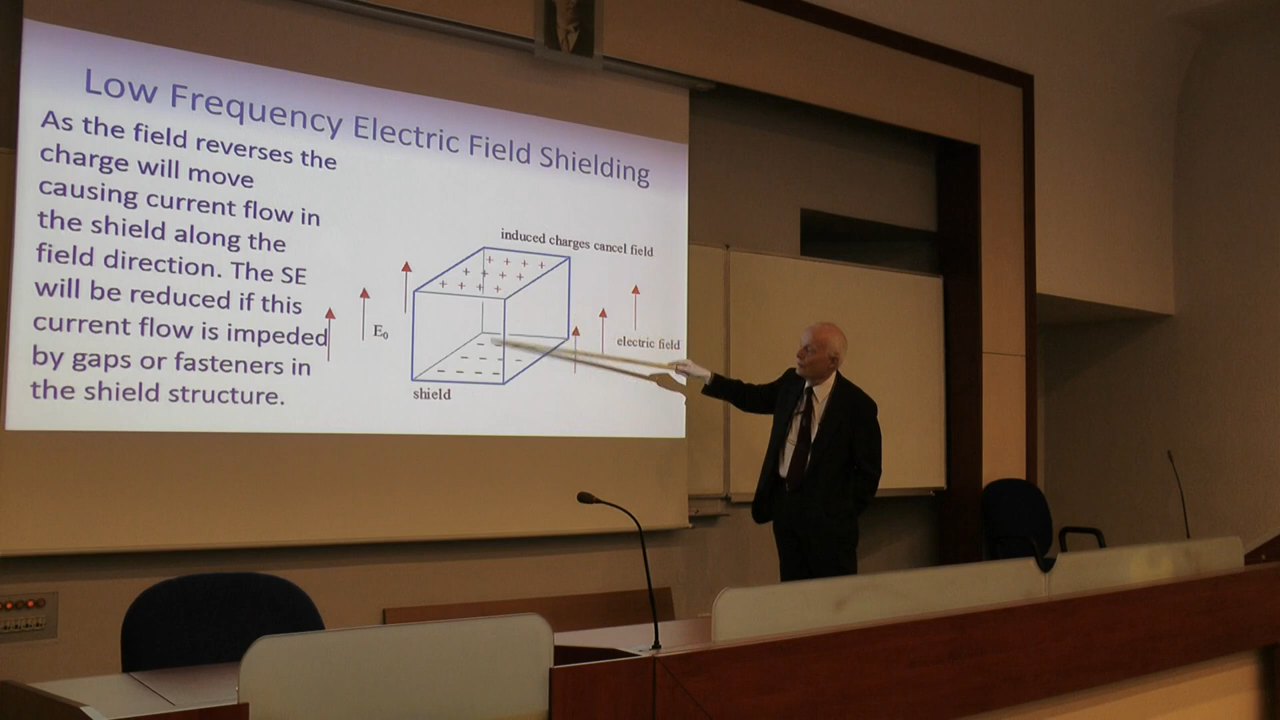 Low Frequency Electric Field Shielding
As the field reverses the
charge will move
causing current flow in
the shield along the
field direction. The SE
will be reduced if this
current flow is impeded
by gaps or fasteners in
the shield structure.
induced charges cancel field
E₀
electric field
shield